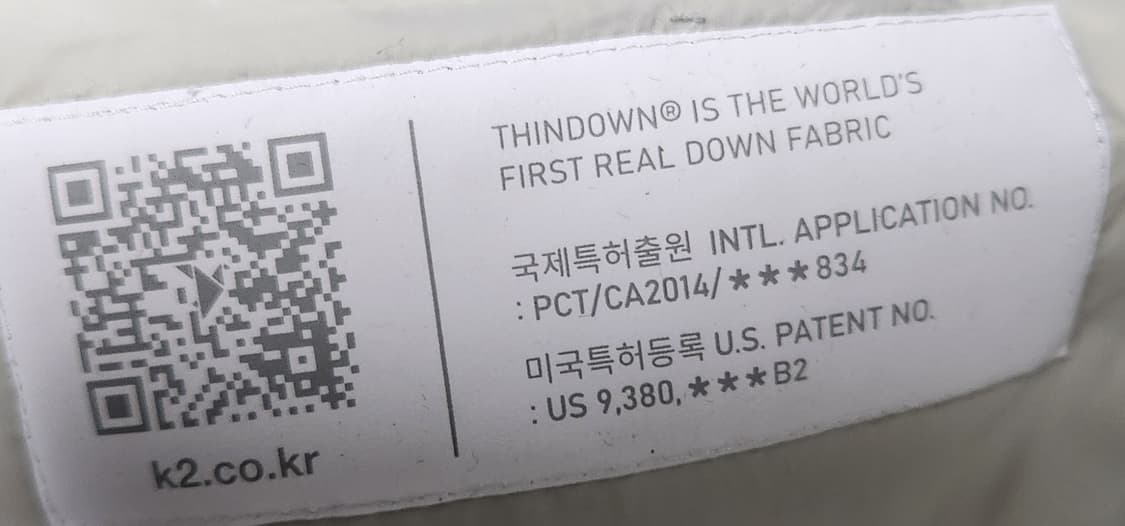 THINDOWN® IS THE WORLD'S
FIRST REAL DOWN FABRIC
국제특허출원 INTL. APPLICATION NO.
: PCT/CA2014/***834
미국특허등록 U.S. PATENT NO.
: US 9,380,***B2
k2.co.kr